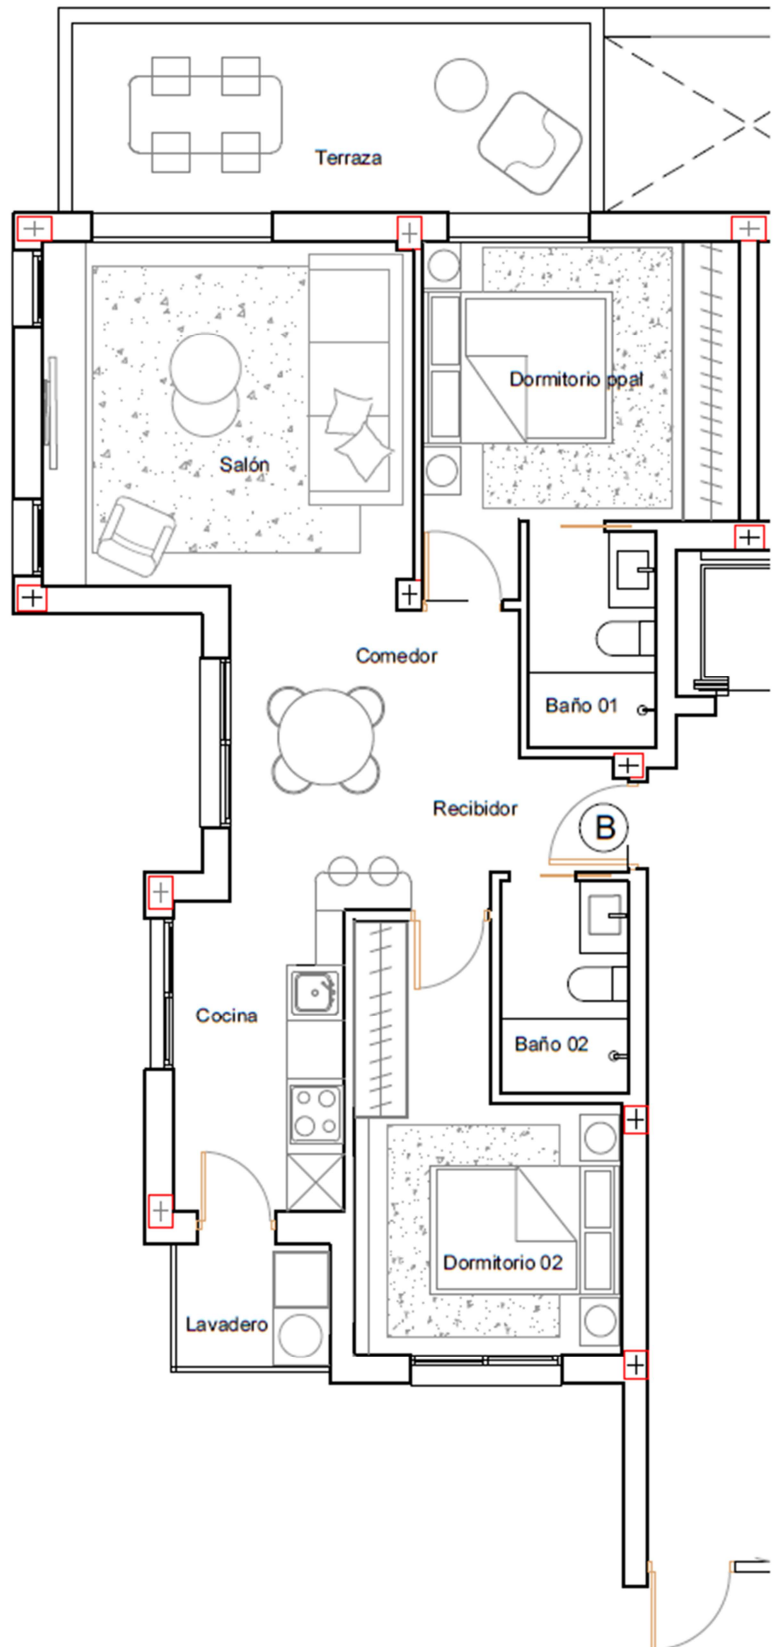 Terraza
Dormitorio ppal
Salón
Comedor
Baño 01
Recibidor
B
Cocina
Baño 02
Dormitorio 02
Lavadero